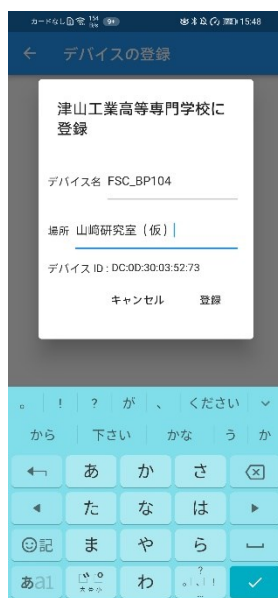 カードなし 15:48
← デバイスの登録
津山工業高等専門学校に
登録
デバイス名 FSC_BP104
場所 山﨑研究室（仮）
デバイス ID : DC:0D:30:03:52:73
キャンセル 登録
。 ! ? が 、 ください
から 下さい かな う か
あ か さ
た な は
記 ま や ら
あa1 わ 。、?!